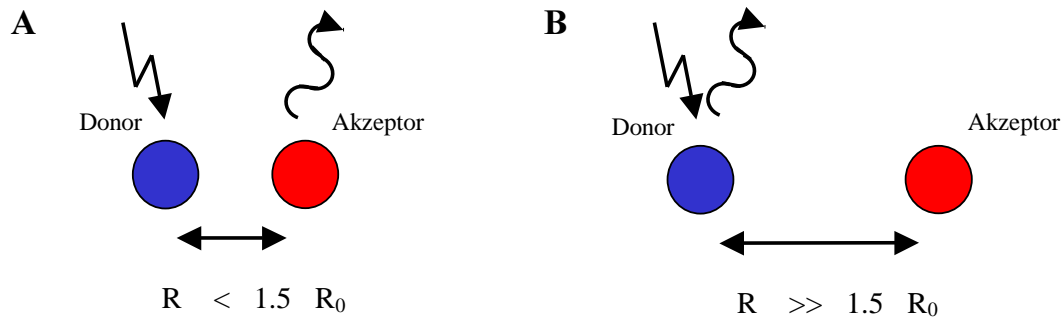 A
Donor
Akzeptor
R < 1.5 R₀
B
Donor
Akzeptor
R >> 1.5 R₀